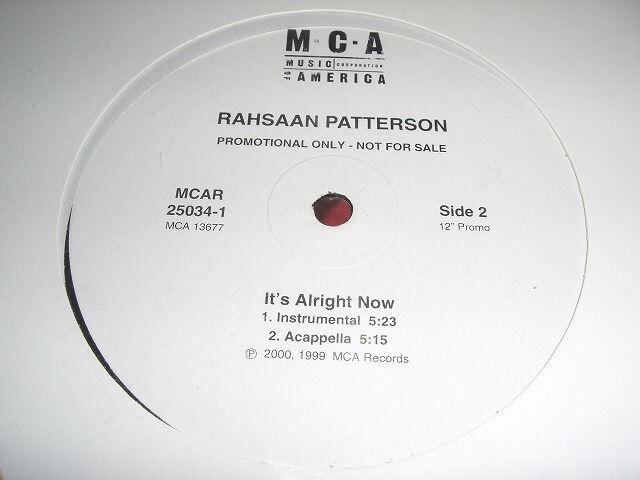 M·C·A
MUSIC CORPORATION
OF AMERICA
RAHSAAN PATTERSON
PROMOTIONAL ONLY - NOT FOR SALE
MCAR
25034-1
MCA 13677
Side 2
12" Promo
It's Alright Now
1. Instrumental 5:23
2. Acappella 5:15
Ⓟ 2000, 1999 MCA Records